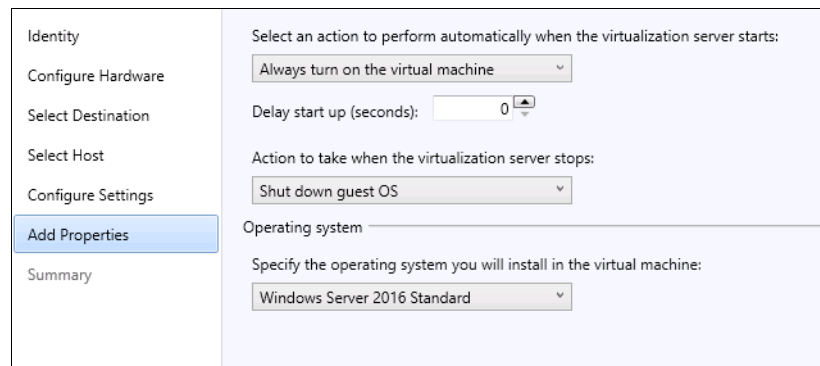 Identity
Configure Hardware
Select Destination
Select Host
Configure Settings
Add Properties
Summary
Select an action to perform automatically when the virtualization server starts:
Always turn on the virtual machine
Delay start up (seconds): 0
Action to take when the virtualization server stops:
Shut down guest OS
Operating system
Specify the operating system you will install in the virtual machine:
Windows Server 2016 Standard